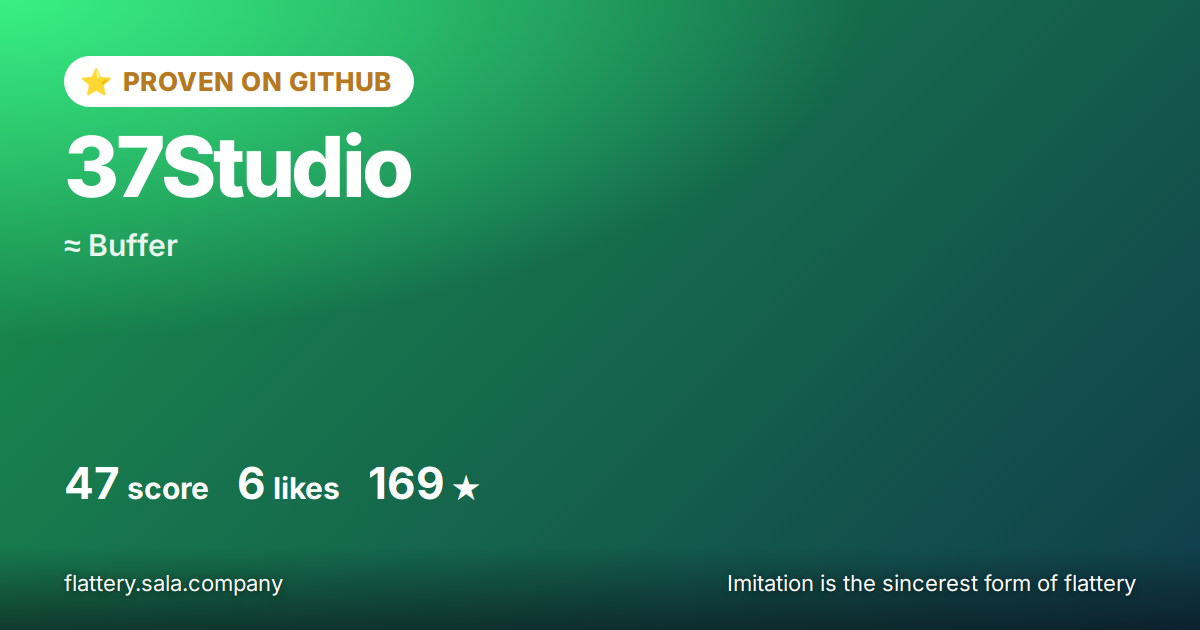 ⭐ PROVEN ON GITHUB
37Studio
≈ Buffer
47 score 6 likes 169 ★
flattery.sala.company
Imitation is the sincerest form of flattery